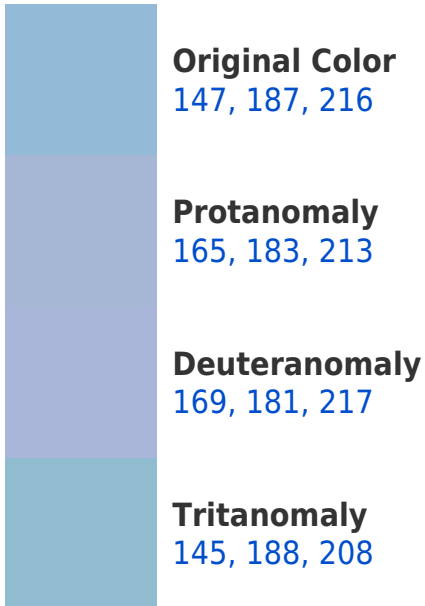 Original Color
147, 187, 216
Protanomaly
165, 183, 213
Deuteranomaly
169, 181, 217
Tritanomaly
145, 188, 208